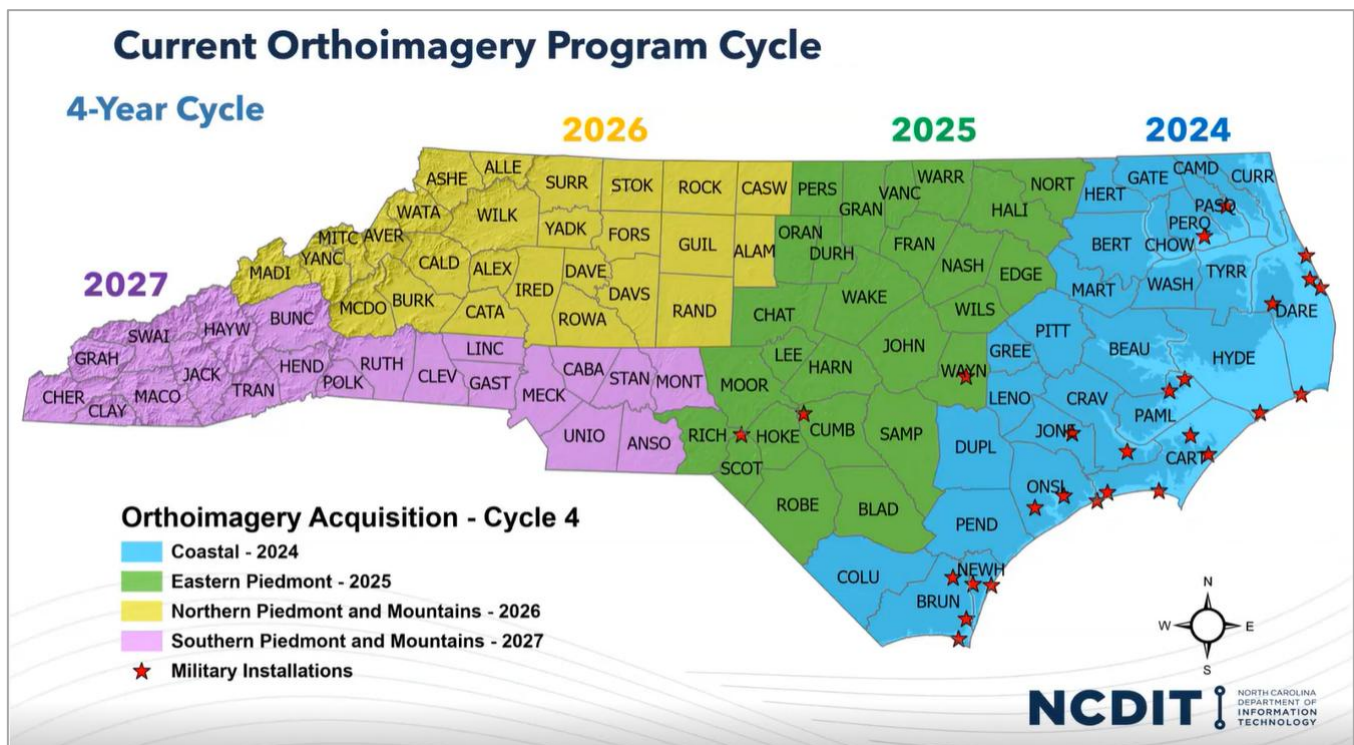 Current Orthoimagery Program Cycle
4-Year Cycle
2026
2025
2024
2027
ASHE
ALLE
SURR
STOK
ROCK
CASW
PERS
GRAN
VANC
WARR
NORT
HALI
HERT
GATE
CAMD
CURR
PASQ
PERQ
CHOW
BERT
WATA
WILK
YADK
FORS
GUIL
ALAM
ORAN
DURH
FRAN
NASH
EDGE
MART
WASH
TYRR
DARE
MITC
AVER
YANC
MADI
CALD
ALEX
IRED
DAVE
DAVS
RAND
CHAT
WAKE
WILS
PITT
BEAU
HYDE
MCDO
BURK
CATA
ROWA
LEE
HARN
JOHN
WAYN
GREE
LENO
CRAV
PAML
SWAI
HAYW
BUNC
GRAH
CHER
CLAY
MACO
JACK
TRAN
HEND
POLK
RUTH
CLEV
LINC
GAST
MECK
CABA
STAN
MONT
UNIO
ANSO
MOOR
RICH
HOKE
SCOT
CUMB
SAMP
DUPL
JONE
CART
ONSL
ROBE
BLAD
PEND
COLU
BRUN
NEWH
Orthoimagery Acquisition - Cycle 4
Coastal - 2024
Eastern Piedmont - 2025
Northern Piedmont and Mountains - 2026
Southern Piedmont and Mountains - 2027
Military Installations
N
W
E
S
NCDIT
NORTH CAROLINA
DEPARTMENT OF
INFORMATION
TECHNOLOGY